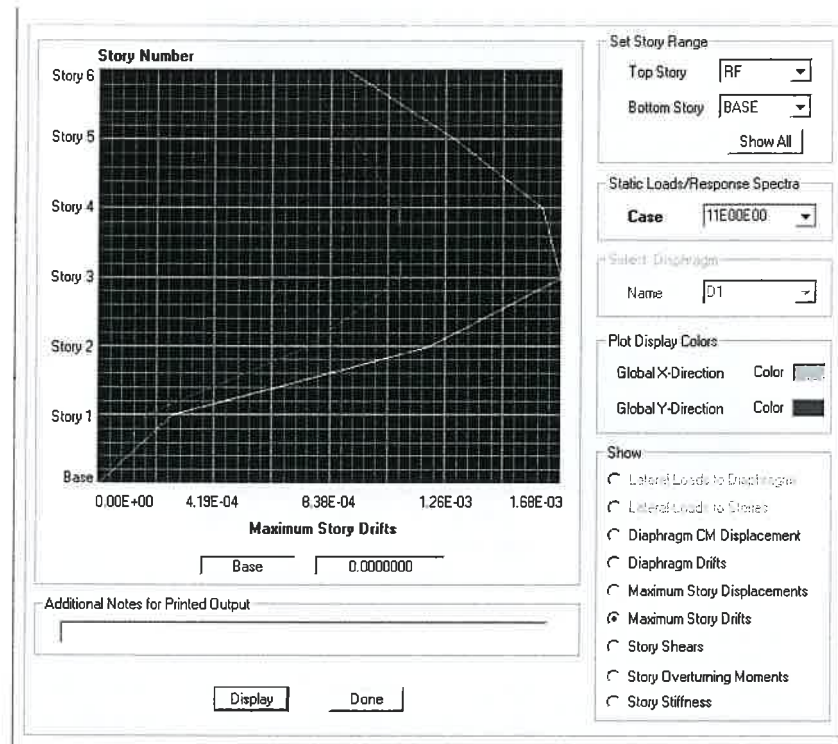 Story Number
Story 6
Story 5
Story 4
Story 3
Story 2
Story 1
Base
0.00E+00 4.19E-04 8.38E-04 1.26E-03 1.68E-03
Maximum Story Drifts
Base 0.0000000
Additional Notes for Printed Output
Display Done
Set Story Range
Top Story RF
Bottom Story BASE
Show All
Static Loads/Response Spectra
Case 11E00E00
Select Diaphragm
Name D1
Plot Display Colors
Global X-Direction Color
Global Y-Direction Color
Show
Lateral Loads to Diaphragms
Lateral Loads to Stories
Diaphragm CM Displacement
Diaphragm Drifts
Maximum Story Displacements
Maximum Story Drifts
Story Shears
Story Overturning Moments
Story Stiffness